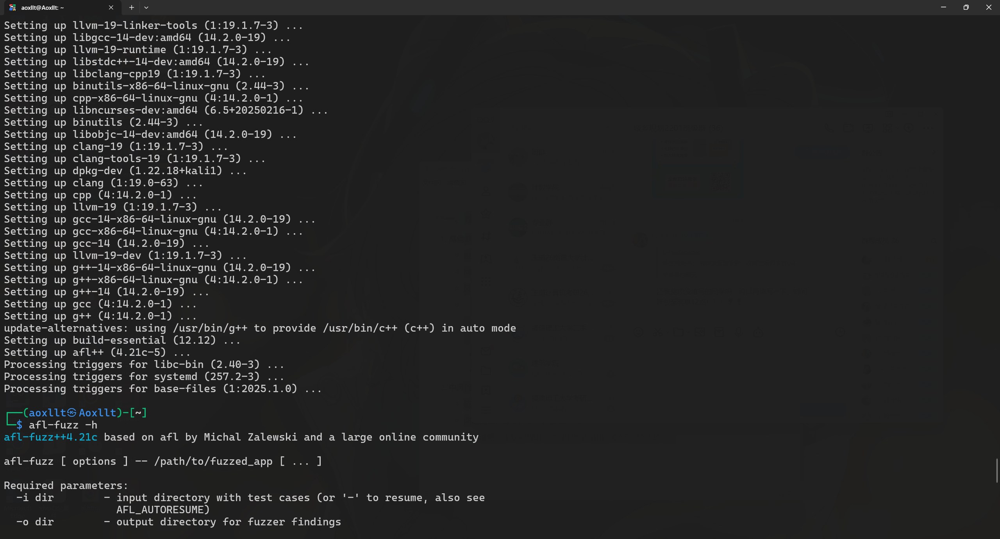 aoxllt@Aoxllt: ~
Setting up llvm-19-linker-tools (1:19.1.7-3) ...
Setting up libgcc-14-dev:amd64 (14.2.0-19) ...
Setting up llvm-19-runtime (1:19.1.7-3) ...
Setting up libstdc++-14-dev:amd64 (14.2.0-19) ...
Setting up libclang-cpp19 (1:19.1.7-3) ...
Setting up binutils-x86-64-linux-gnu (2.44-3) ...
Setting up cpp-x86-64-linux-gnu (4:14.2.0-1) ...
Setting up libncurses-dev:amd64 (6.5+20250216-1) ...
Setting up binutils (2.44-3) ...
Setting up libobjc-14-dev:amd64 (14.2.0-19) ...
Setting up clang-19 (1:19.1.7-3) ...
Setting up clang-tools-19 (1:19.1.7-3) ...
Setting up dpkg-dev (1.22.18+kali1) ...
Setting up clang (1:19.0-63) ...
Setting up cpp (4:14.2.0-1) ...
Setting up llvm-19 (1:19.1.7-3) ...
Setting up gcc-14-x86-64-linux-gnu (14.2.0-19) ...
Setting up gcc-x86-64-linux-gnu (4:14.2.0-1) ...
Setting up gcc-14 (14.2.0-19) ...
Setting up llvm-19-dev (1:19.1.7-3) ...
Setting up g++-14-x86-64-linux-gnu (14.2.0-19) ...
Setting up g++-x86-64-linux-gnu (4:14.2.0-1) ...
Setting up g++-14 (14.2.0-19) ...
Setting up gcc (4:14.2.0-1) ...
Setting up g++ (4:14.2.0-1) ...
update-alternatives: using /usr/bin/g++ to provide /usr/bin/c++ (c++) in auto mode
Setting up build-essential (12.12) ...
Setting up afl++ (4.21c-5) ...
Processing triggers for libc-bin (2.40-3) ...
Processing triggers for systemd (257.2-3) ...
Processing triggers for base-files (1:2025.1.0) ...
┌──(aoxllt㉿Aoxllt)-[~]
└─$ afl-fuzz -h
afl-fuzz++4.21c based on afl by Michal Zalewski and a large online community
afl-fuzz [ options ] -- /path/to/fuzzed_app [ ... ]
Required parameters:
-i dir - input directory with test cases (or '-' to resume, also see
AFL_AUTORESUME)
-o dir - output directory for fuzzer findings